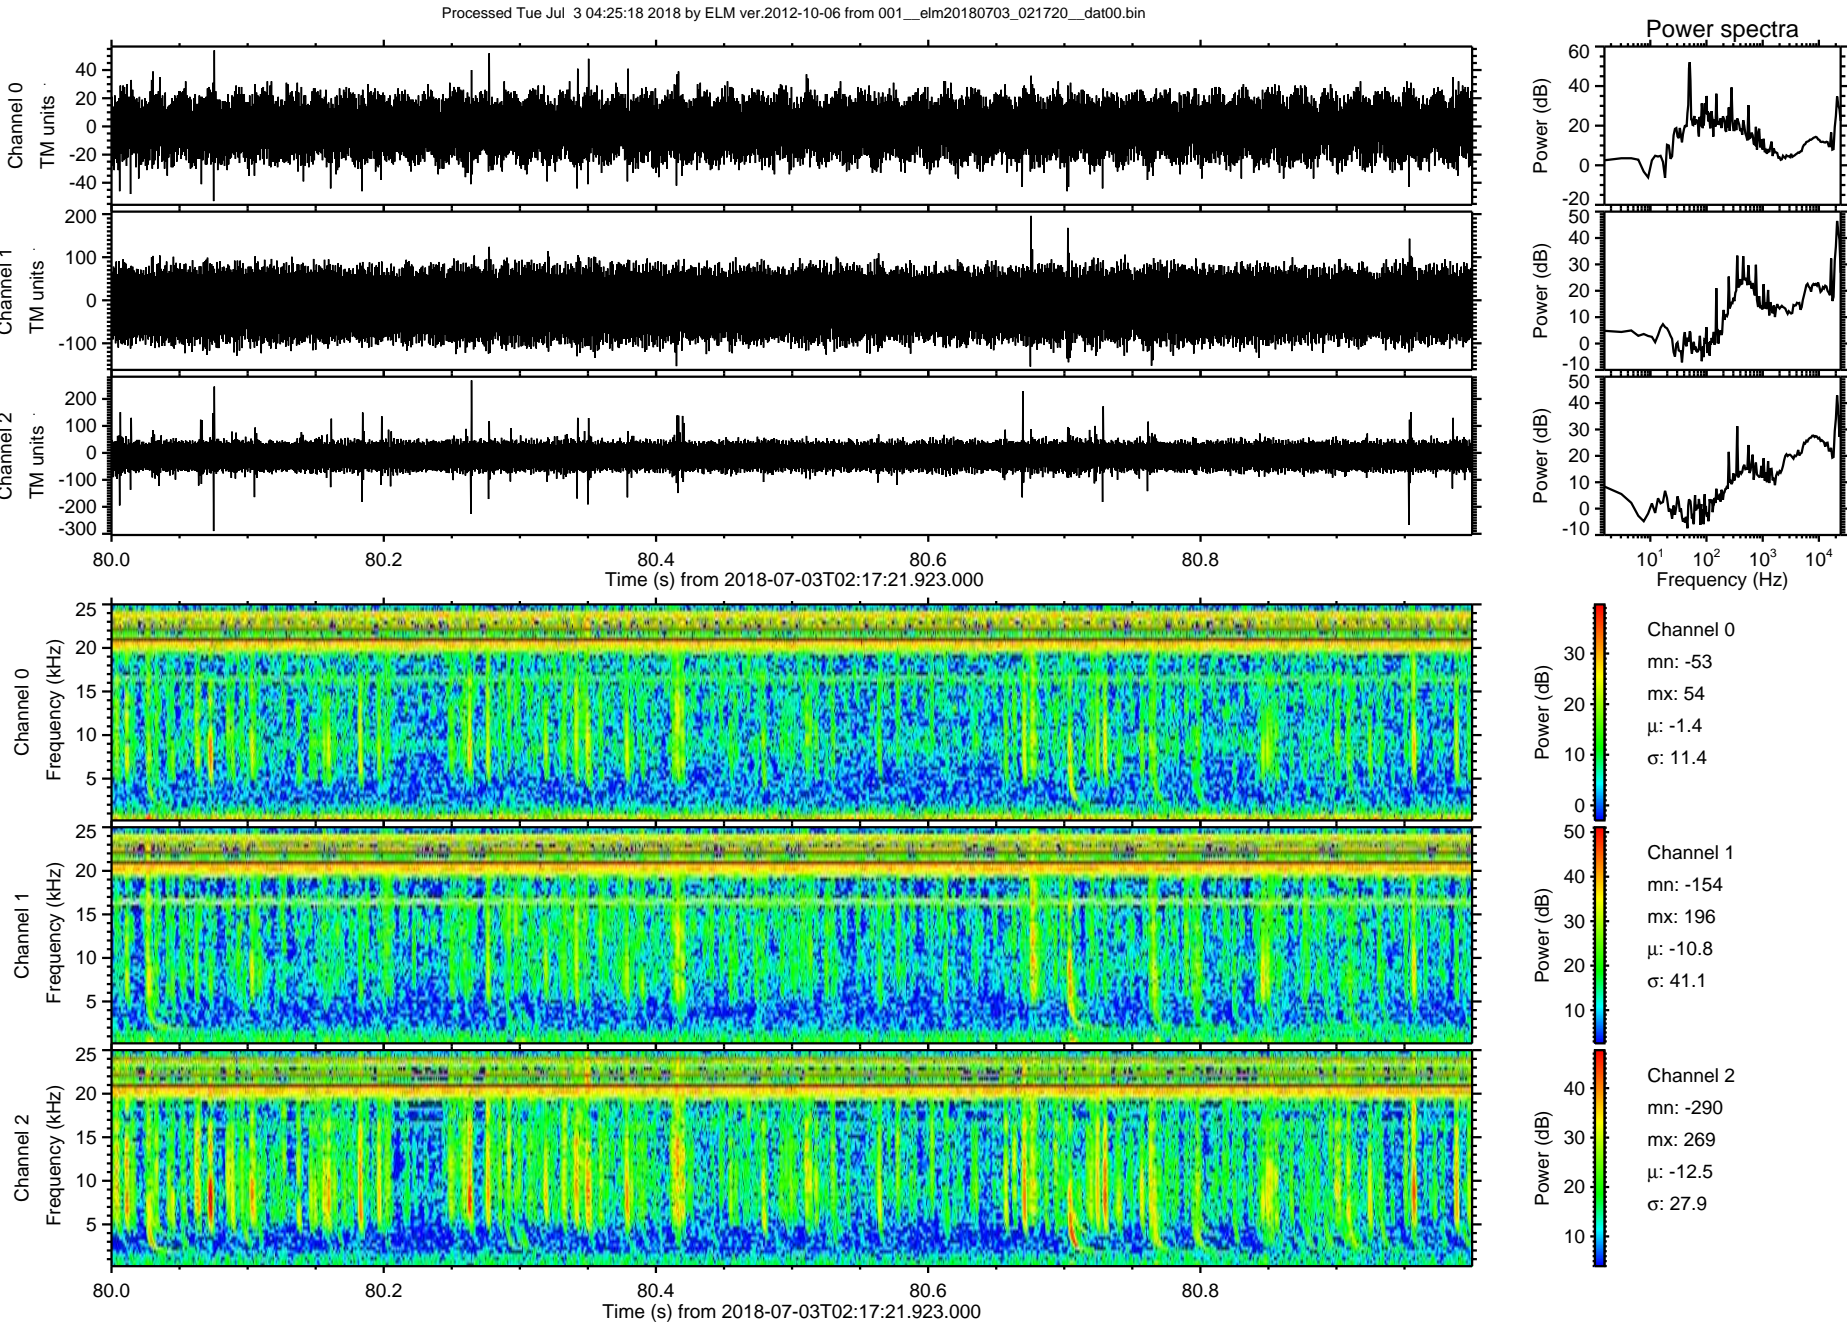 Processed Tue Jul  3 04:25:18 2018 by ELM ver.2012-10-06 from 001__elm20180703_021720__dat00.bin
Power spectra
Channel 0
TM units
40
20
0
-20
-40
Power (dB)
60
40
20
0
-20
Channel 1
TM units
200
100
0
-100
Power (dB)
50
40
30
20
10
0
-10
Channel 2
TM units
200
100
0
-100
-200
-300
Power (dB)
50
40
30
20
10
0
-10
80.0 80.2 80.4 80.6 80.8
Time (s) from 2018-07-03T02:17:21.923.000
10¹ 10² 10³ 10⁴
Frequency (Hz)
Channel 0
Frequency (kHz)
25
20
15
10
5
Power (dB)
30
20
10
0
Channel 0
mn: -53
mx: 54
μ: -1.4
σ: 11.4
Channel 1
Frequency (kHz)
25
20
15
10
5
Power (dB)
50
40
30
20
10
Channel 1
mn: -154
mx: 196
μ: -10.8
σ: 41.1
Channel 2
Frequency (kHz)
25
20
15
10
5
Power (dB)
40
30
20
10
Channel 2
mn: -290
mx: 269
μ: -12.5
σ: 27.9
80.0 80.2 80.4 80.6 80.8
Time (s) from 2018-07-03T02:17:21.923.000